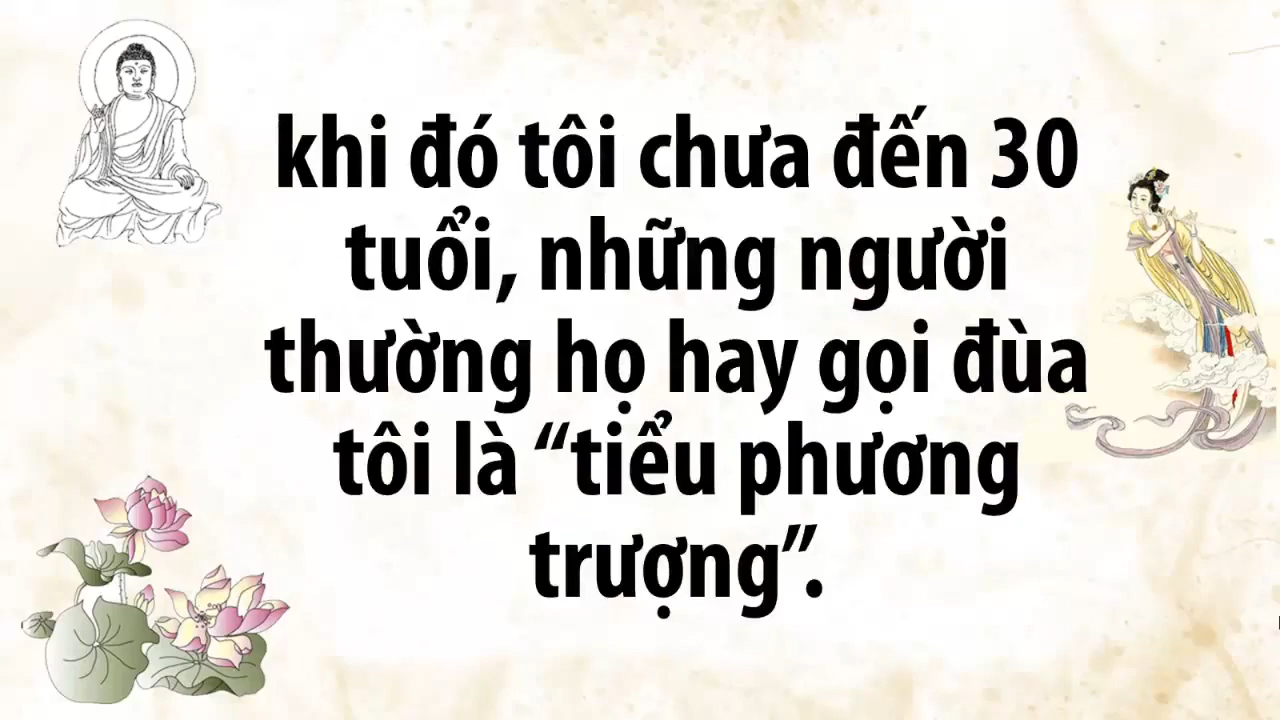 khi đó tôi chưa đến 30
tuổi, những người
thường họ hay gọi đùa
tôi là “tiểu phương
trượng”.